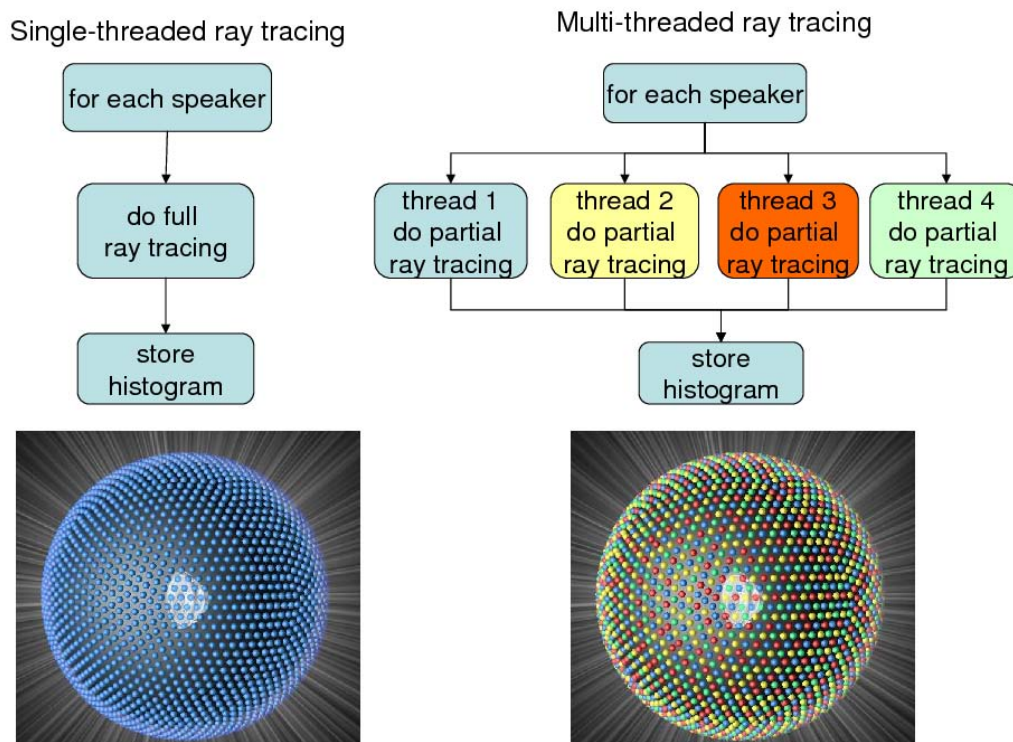 Single-threaded ray tracing
for each speaker
do full
ray tracing
store
histogram
Multi-threaded ray tracing
for each speaker
thread 1
do partial
ray tracing
thread 2
do partial
ray tracing
thread 3
do partial
ray tracing
thread 4
do partial
ray tracing
store
histogram